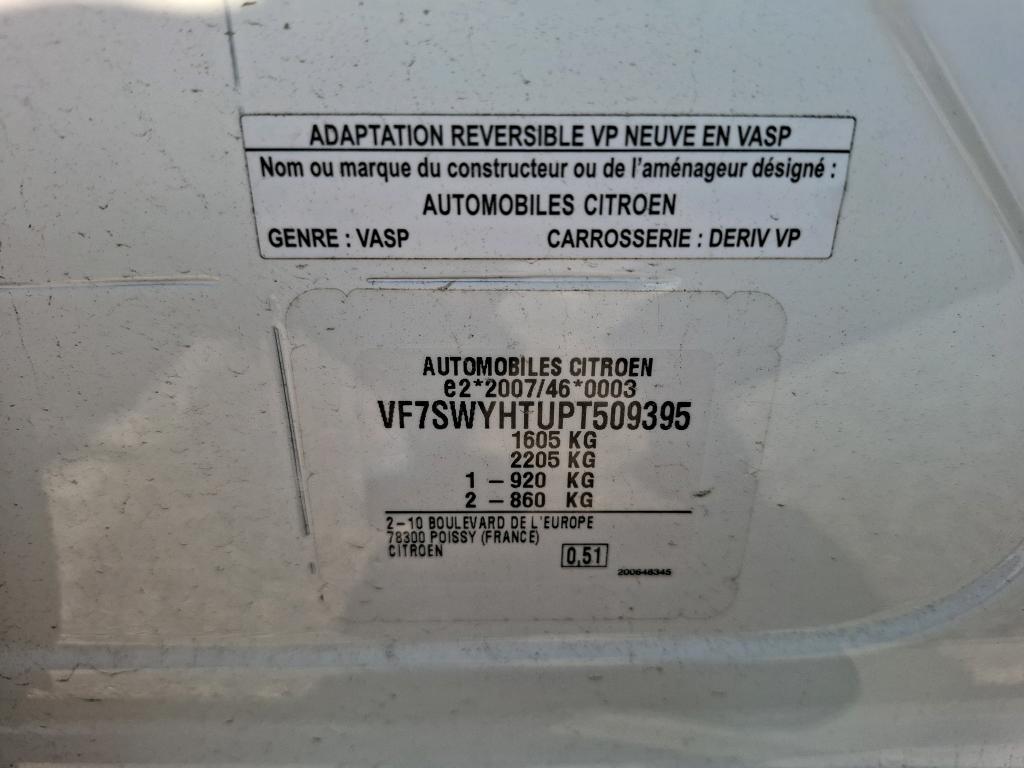 ADAPTATION REVERSIBLE VP NEUVE EN VASP
Nom ou marque du constructeur ou de l'aménageur désigné :
AUTOMOBILES CITROEN
GENRE : VASP CARROSSERIE : DERIV VP
AUTOMOBILES CITROEN
e2*2007/46*0003
VF7SWYHTUPT509395
1605 KG
2205 KG
1 - 920 KG
2 - 860 KG
2-10 BOULEVARD DE L'EUROPE
78300 POISSY (FRANCE)
CITROEN
0,51
200646345